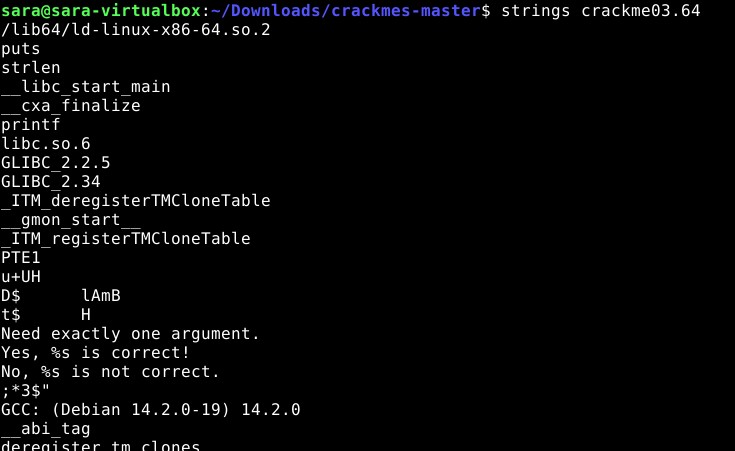 sara@sara-virtualbox:~/Downloads/crackmes-master$ strings crackme03.64
/lib64/ld-linux-x86-64.so.2
puts
strlen
__libc_start_main
__cxa_finalize
printf
libc.so.6
GLIBC_2.2.5
GLIBC_2.34
_ITM_deregisterTMCloneTable
__gmon_start__
_ITM_registerTMCloneTable
PTE1
u+UH
D$      lAmB
t$      H
Need exactly one argument.
Yes, %s is correct!
No, %s is not correct.
;*3$"
GCC: (Debian 14.2.0-19) 14.2.0
__abi_tag
deregister_tm_clones